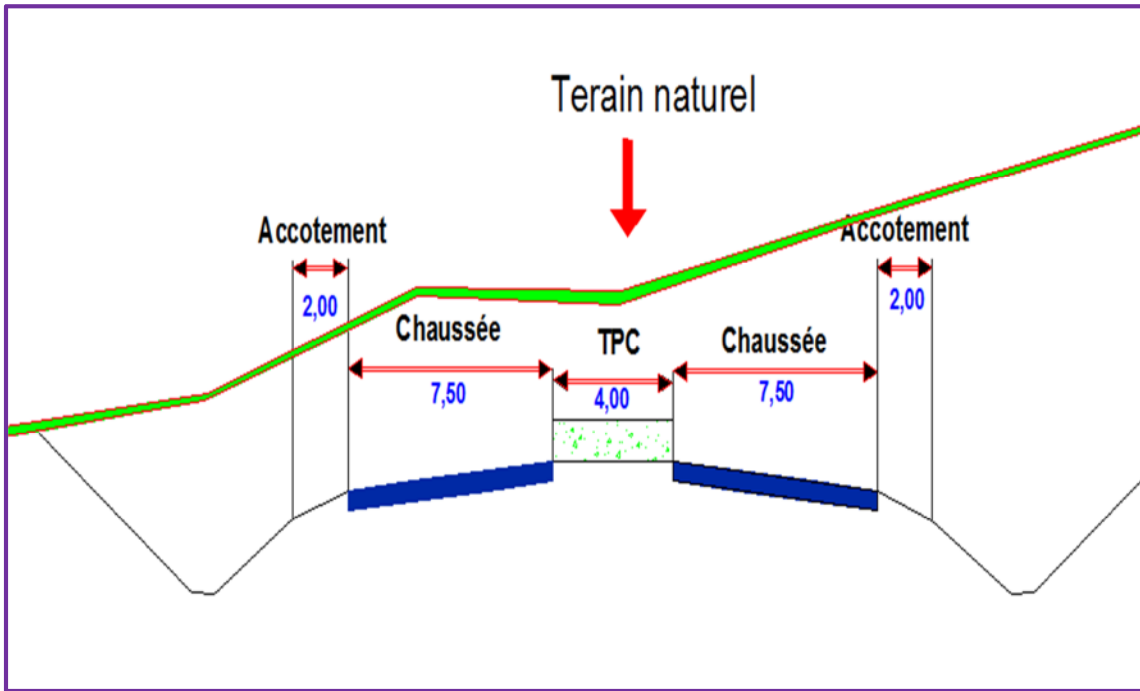 Terain naturel
Accotement
Accotement
2,00
2,00
Chaussée
TPC
Chaussée
7,50
4,00
7,50